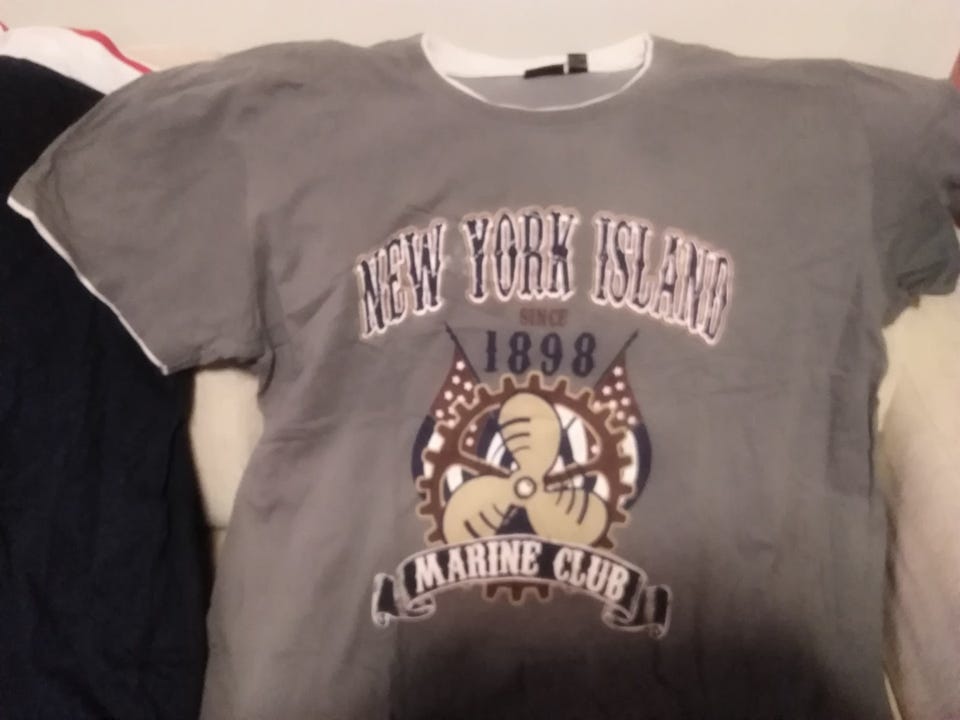 NEW YORK ISLAND
SINCE
1898
MARINE CLUB